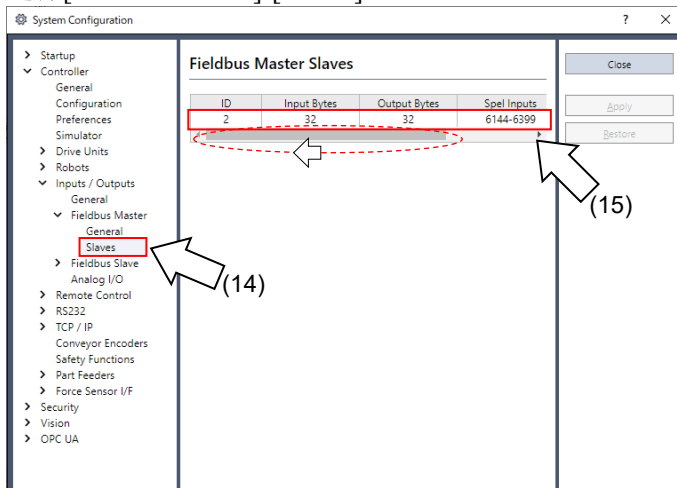 System Configuration
? ×
Startup
Controller
General
Configuration
Preferences
Simulator
Drive Units
Robots
Inputs / Outputs
General
Fieldbus Master
General
Slaves
Fieldbus Slave
Analog I/O
Remote Control
RS232
TCP / IP
Conveyor Encoders
Safety Functions
Part Feeders
Force Sensor I/F
Security
Vision
OPC UA
Fieldbus Master Slaves
ID Input Bytes Output Bytes Spel Inputs
2 32 32 6144-6399
Close
Apply
Restore
(14)
(15)